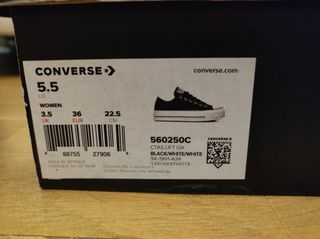 CONVERSE
converse.com
5.5
US
WOMEN
3.5 36 22.5
UK EUR CM
8 88755 27906 6
560250C
CTAS LIFT OX
BLACK/WHITE/WHITE